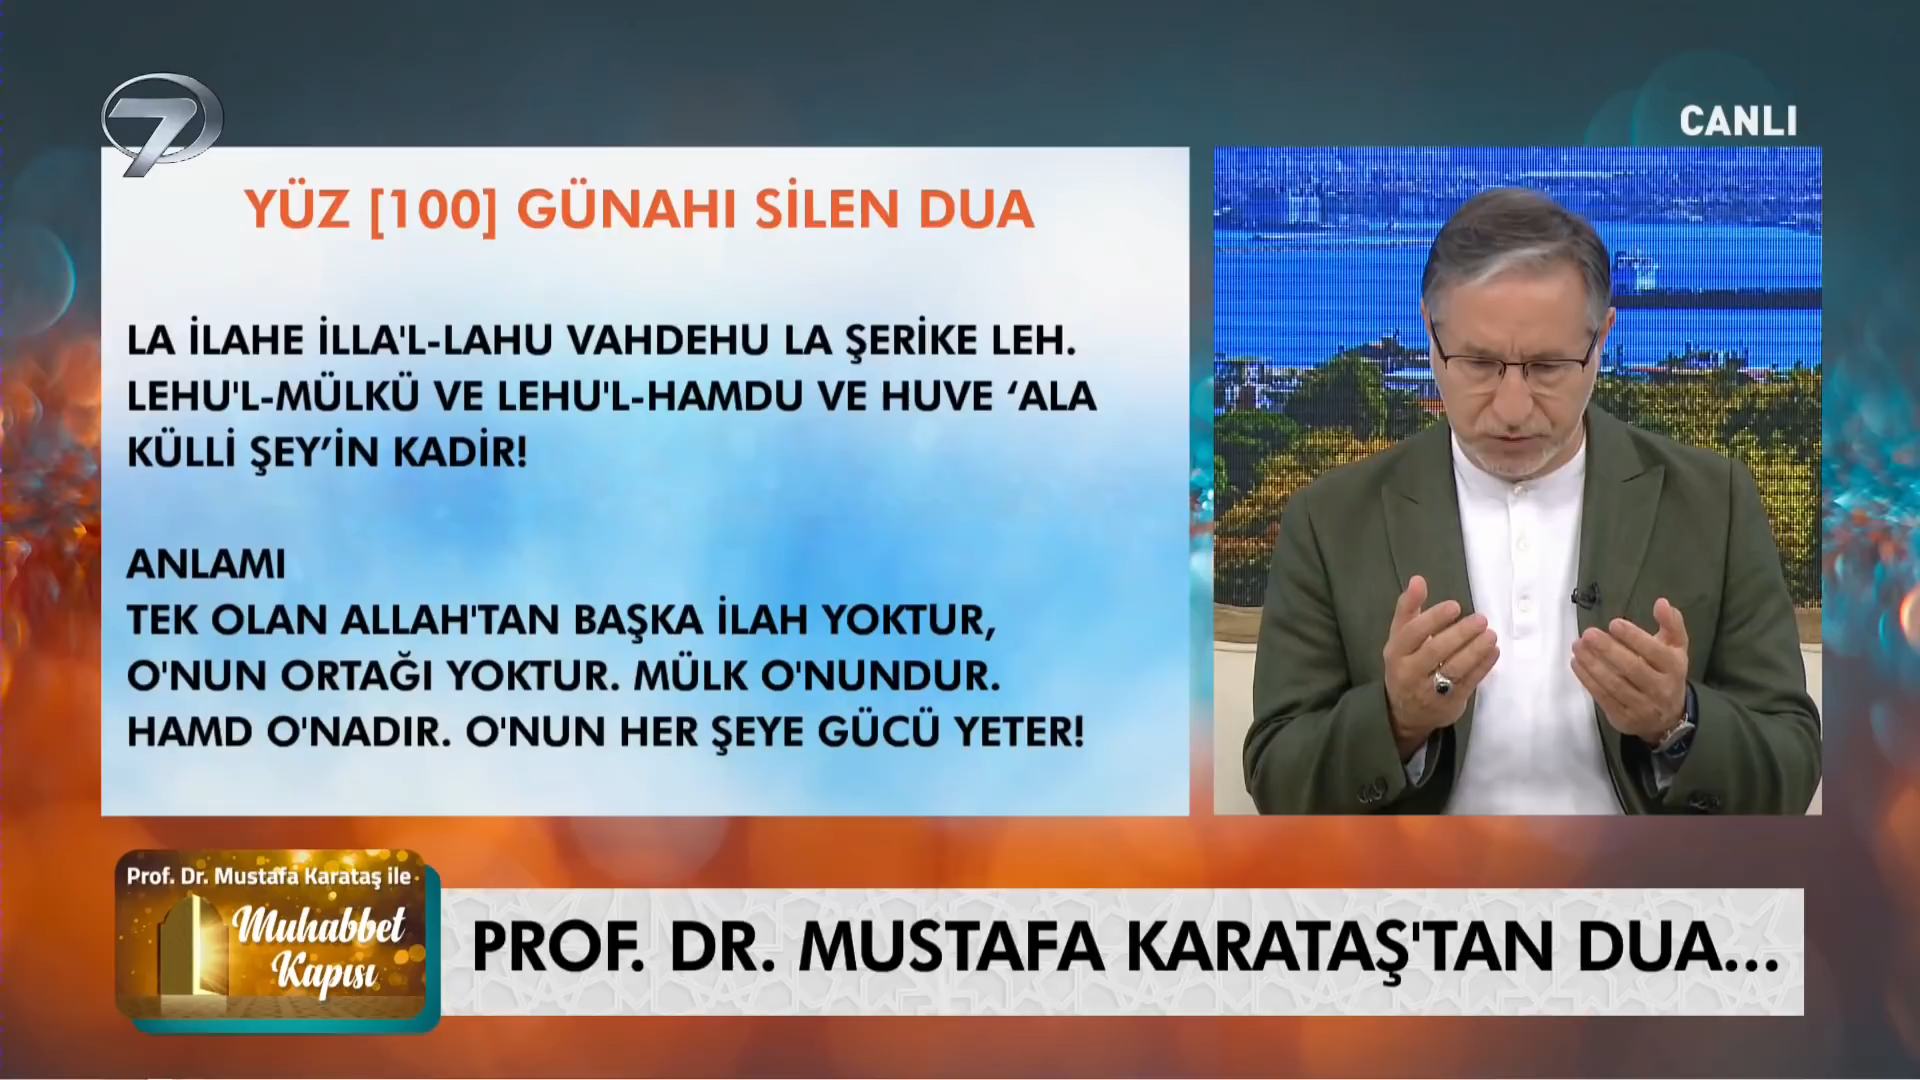 7
CANLI
YÜZ [100] GÜNAHI SİLEN DUA
LA İLAHE İLLA'L-LAHU VAHDEHU LA ŞERİKE LEH.
LEHU'L-MÜLKÜ VE LEHU'L-HAMDU VE HUVE ‘ALA
KÜLLİ ŞEY’İN KADİR!
ANLAMI
TEK OLAN ALLAH'TAN BAŞKA İLAH YOKTUR,
O'NUN ORTAĞI YOKTUR. MÜLK O'NUNDUR.
HAMD O'NADIR. O'NUN HER ŞEYE GÜCÜ YETER!
Prof. Dr. Mustafa Karataş ile
Muhabbet
Kapısı
PROF. DR. MUSTAFA KARATAŞ'TAN DUA...